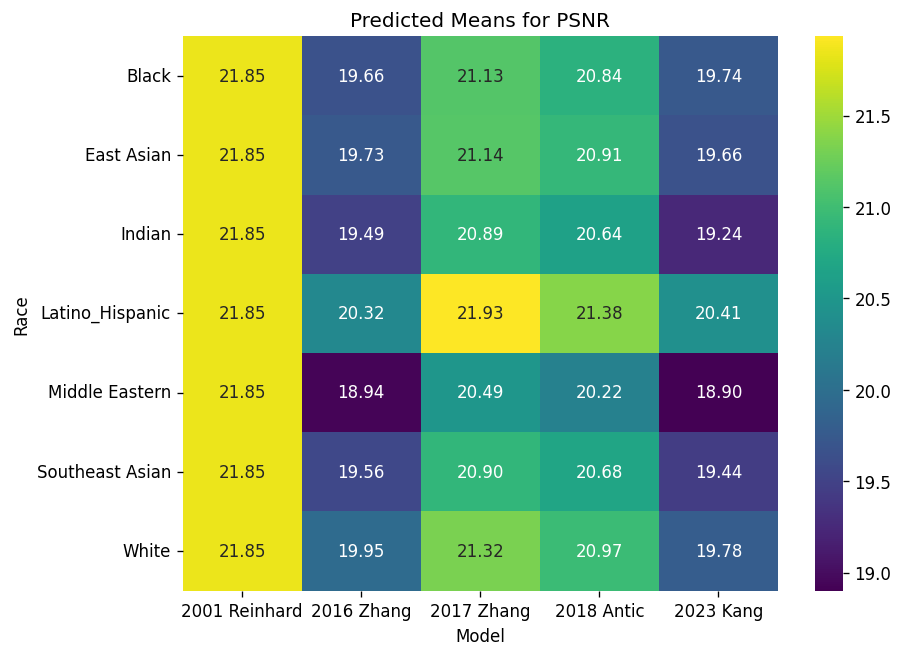 Predicted Means for PSNR
Race
Black 21.85 19.66 21.13 20.84 19.74
East Asian 21.85 19.73 21.14 20.91 19.66
Indian 21.85 19.49 20.89 20.64 19.24
Latino_Hispanic 21.85 20.32 21.93 21.38 20.41
Middle Eastern 21.85 18.94 20.49 20.22 18.90
Southeast Asian 21.85 19.56 20.90 20.68 19.44
White 21.85 19.95 21.32 20.97 19.78
2001 Reinhard 2016 Zhang 2017 Zhang 2018 Antic 2023 Kang
Model
21.5
21.0
20.5
20.0
19.5
19.0